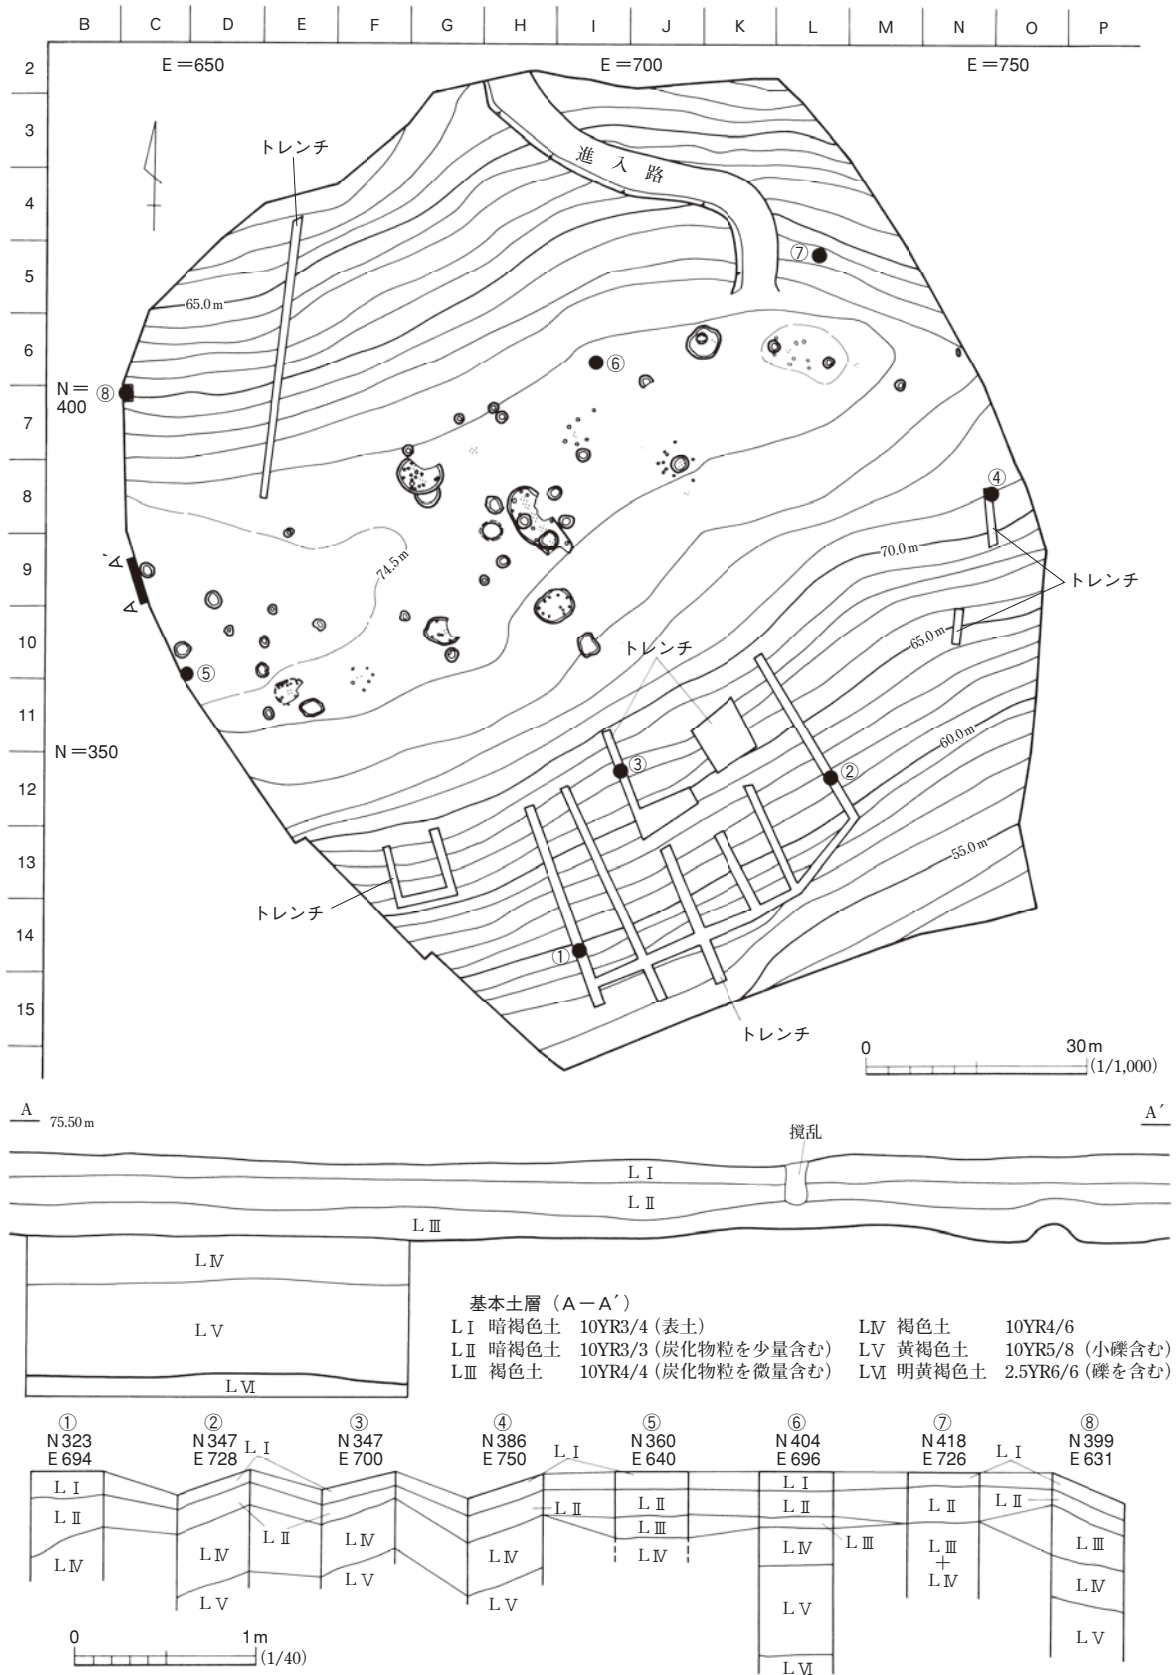 B C D E F G H I J K L M N O P
2
E＝650
E＝700
E＝750
3
トレンチ
進入路
4
⑦
5
65.0m
6
⑥
N＝
400
⑧
7
④
8
70.0m
A′
9
74.5m
トレンチ
A
10
65.0m
トレンチ
⑤
11
60.0m
N＝350
③
②
12
13
55.0m
トレンチ
14
①
15
トレンチ
0 30m
(1/1,000)
A
75.50m
A′
撹乱
LⅠ
LⅡ
LⅢ
LⅣ
LⅤ
LⅥ
基本土層（A－A′）
LⅠ 暗褐色土 10YR3/4（表土）
LⅡ 暗褐色土 10YR3/3（炭化物粒を少量含む）
LⅢ 褐色土 10YR4/4（炭化物粒を微量含む）
LⅣ 褐色土 10YR4/6
LⅤ 黄褐色土 10YR5/8（小礫含む）
LⅥ 明黄褐色土 2.5YR6/6（礫を含む）
① ② ③ ④ ⑤ ⑥ ⑦ ⑧
N323 N347 N347 N386 N360 N404 N418 N399
E694 E728 E700 E750 E640 E696 E726 E631
LⅠ LⅠ LⅠ
LⅠ LⅠ
LⅡ LⅡ LⅡ LⅡ LⅡ LⅡ LⅡ
LⅢ LⅢ LⅢ LⅢ
＋
LⅣ LⅣ LⅣ LⅣ LⅣ LⅣ LⅣ LⅣ
LⅤ LⅤ LⅤ LⅤ LⅤ
LⅥ
0 1m
(1/40)